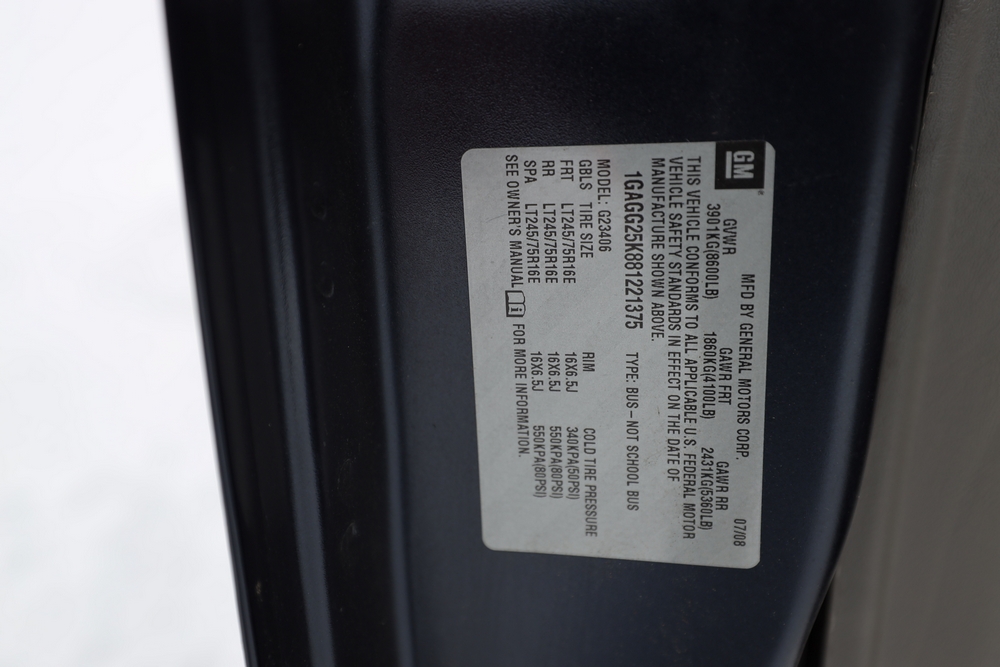 GM
MFD BY GENERAL MOTORS CORP. 07/08
GVWR GAWR FRT GAWR RR
3901KG(8600LB) 1860KG(4100LB) 2431KG(5360LB)
THIS VEHICLE CONFORMS TO ALL APPLICABLE U.S. FEDERAL MOTOR
VEHICLE SAFETY STANDARDS IN EFFECT ON THE DATE OF
MANUFACTURE SHOWN ABOVE.
1GAGG25K881221375 TYPE: BUS – NOT SCHOOL BUS
MODEL: G23406
GBLS TIRE SIZE RIM COLD TIRE PRESSURE
FRT LT245/75R16E 16X6.5J 340KPA(50PSI)
RR LT245/75R16E 16X6.5J 550KPA(80PSI)
SPA LT245/75R16E 16X6.5J 550KPA(80PSI)
SEE OWNER'S MANUAL i FOR MORE INFORMATION.